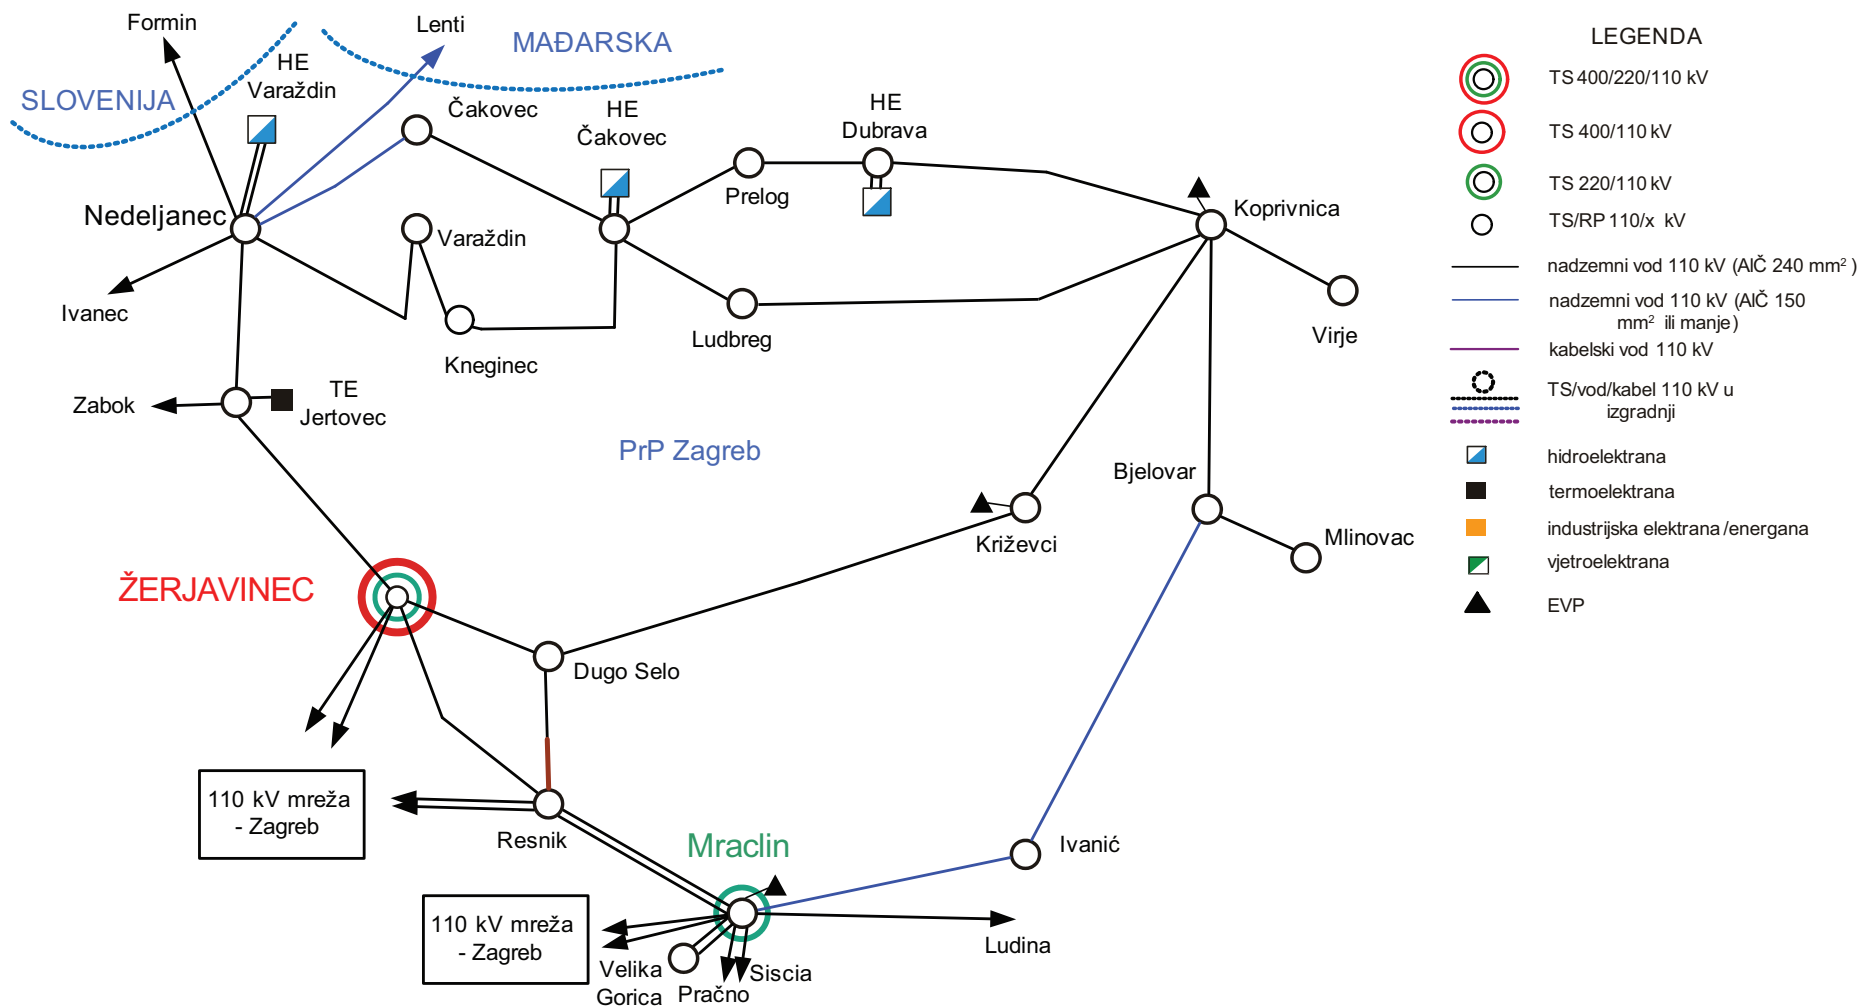 Formin
Lenti
MAĐARSKA
HE
Varaždin
SLOVENIJA
Čakovec
HE
Čakovec
HE
Dubrava
Prelog
Nedeljanec
Varaždin
Koprivnica
Ivanec
Kneginec
Ludbreg
Virje
Zabok
TE
Jertovec
PrP Zagreb
Bjelovar
Križevci
Mlinovac
ŽERJAVINEC
Dugo Selo
110 kV mreža
- Zagreb
Resnik
Mraclin
Ivanić
110 kV mreža
- Zagreb
Velika
Gorica
Pračno
Siscia
Ludina
LEGENDA
TS 400/220/110 kV
TS 400/110 kV
TS 220/110 kV
TS/RP 110/x kV
nadzemni vod 110 kV (AlČ 240 mm²)
nadzemni vod 110 kV (AlČ 150
mm² ili manje)
kabelski vod 110 kV
TS/vod/kabel 110 kV u
izgradnji
hidroelektrana
termoelektrana
industrijska elektrana/energana
vjetroelektrana
EVP